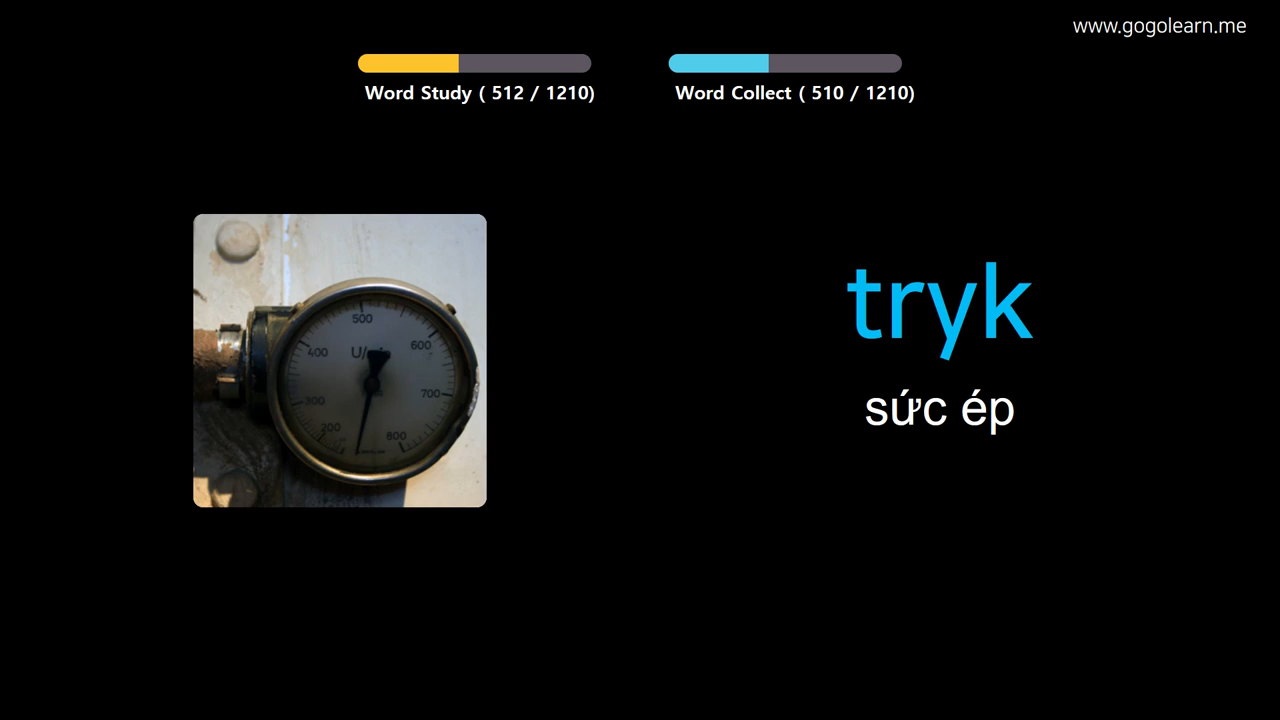 www.gogolearn.me
Word Study ( 512 / 1210)
Word Collect ( 510 / 1210)
tryk
sức ép
500
400
600
300
700
200
800